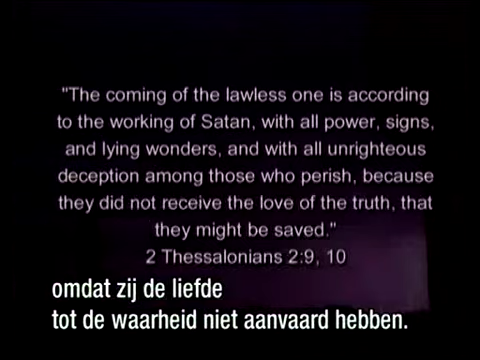 "The coming of the lawless one is according
to the working of Satan, with all power, signs,
and lying wonders, and with all unrighteous
deception among those who perish, because
they did not receive the love of the truth, that
they might be saved."
2 Thessalonians 2:9, 10
omdat zij de liefde
tot de waarheid niet aanvaard hebben.